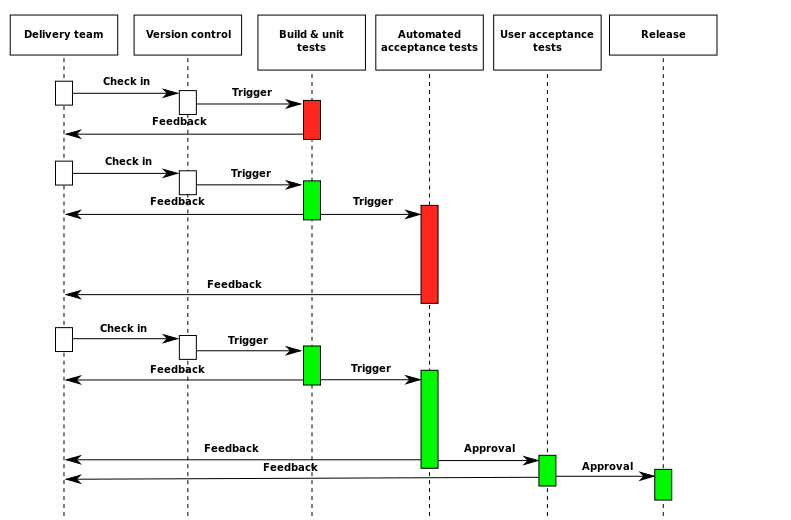 Delivery team
Version control
Build & unit
tests
Automated
acceptance tests
User acceptance
tests
Release
Check in
Trigger
Feedback
Check in
Trigger
Feedback
Trigger
Feedback
Check in
Trigger
Feedback
Trigger
Feedback
Approval
Feedback
Approval